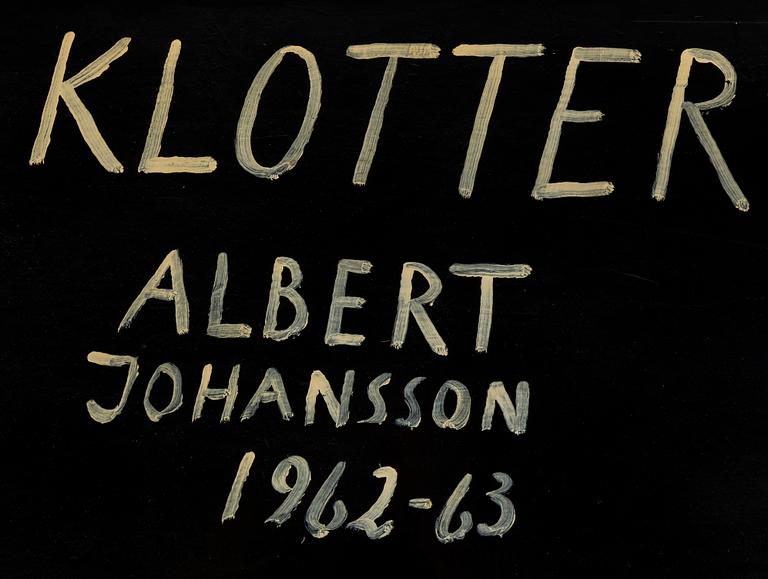 KLOTTER
ALBERT
JOHANSSON
1962-63